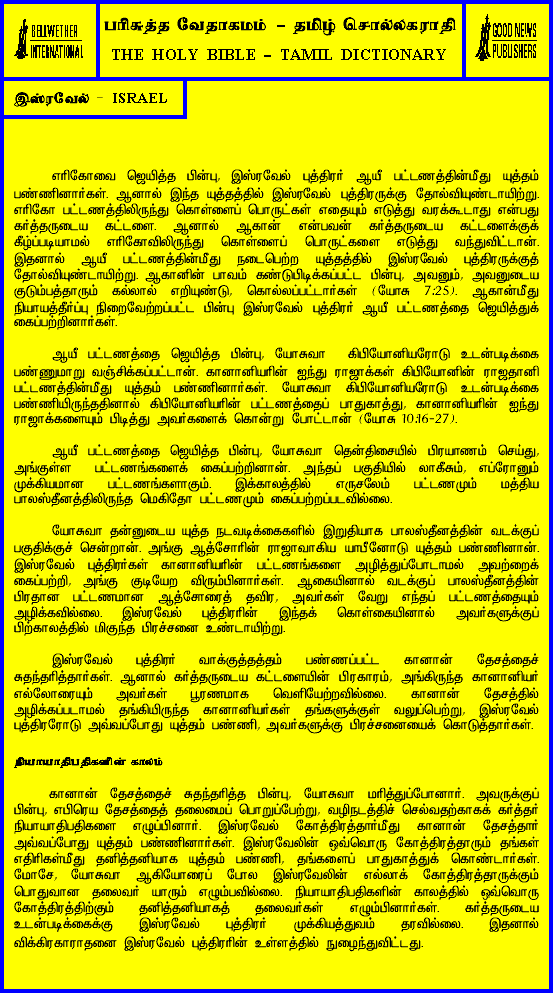 BELLWETHER
INTERNATIONAL
பரிசுத்த வேதாகமம் - தமிழ் சொல்லகராதி
THE HOLY BIBLE - TAMIL DICTIONARY
GOOD NEWS
PUBLISHERS
இஸ்ரவேல் - ISRAEL
எரிகோவை ஜெயித்த பின்பு, இஸ்ரவேல் புத்திரர் ஆயீ பட்டணத்தின்மீது யுத்தம்
பண்ணினார்கள். ஆனால் இந்த யுத்தத்தில் இஸ்ரவேல் புத்திரருக்கு தோல்வியுண்டாயிற்று.
எரிகோ பட்டணத்திலிருந்து கொள்ளைப் பொருட்கள் எதையும் எடுத்து வரக்கூடாது என்பது
கர்த்தருடைய கட்டளை. ஆனால் ஆகான் என்பவன் கர்த்தருடைய கட்டளைக்குக்
கீழ்ப்படியாமல் எரிகோவிலிருந்து கொள்ளைப் பொருட்களை எடுத்து வந்துவிட்டான்.
இதனால் ஆயீ பட்டணத்தின்மீது நடைபெற்ற யுத்தத்தில் இஸ்ரவேல் புத்திரருக்குத்
தோல்வியுண்டாயிற்று. ஆகானின் பாவம் கண்டுபிடிக்கப்பட்ட பின்பு, அவனும், அவனுடைய
குடும்பத்தாரும் கல்லால் எறியுண்டு, கொல்லப்பட்டார்கள் (யோசு 7:25). ஆகான்மீது
நியாயத்தீர்ப்பு நிறைவேற்றப்பட்ட பின்பு இஸ்ரவேல் புத்திரர் ஆயீ பட்டணத்தை ஜெயித்துக்
கைப்பற்றினார்கள்.
ஆயீ பட்டணத்தை ஜெயித்த பின்பு, யோசுவா கிபியோனியரோடு உடன்படிக்கை
பண்ணுமாறு வஞ்சிக்கப்பட்டான். கானானியரின் ஐந்து ராஜாக்கள் கிபியோனின் ராஜதானி
பட்டணத்தின்மீது யுத்தம் பண்ணினார்கள். யோசுவா கிபியோனியரோடு உடன்படிக்கை
பண்ணியிருந்ததினால் கிபியோனியரின் பட்டணத்தைப் பாதுகாத்து, கானானியரின் ஐந்து
ராஜாக்களையும் பிடித்து அவர்களைக் கொன்று போட்டான் (யோசு 10:16-27).
ஆயீ பட்டணத்தை ஜெயித்த பின்பு, யோசுவா தென்திசையில் பிரயாணம் செய்து,
அங்குள்ள பட்டணங்களைக் கைப்பற்றினான். அந்தப் பகுதியில் லாகீசும், எப்ரோனும்
முக்கியமான பட்டணங்களாகும். இக்காலத்தில் எருசலேம் பட்டணமும் மத்திய
பாலஸ்தீனத்திலிருந்த மெகிதோ பட்டணமும் கைப்பற்றப்படவில்லை.
யோசுவா தன்னுடைய யுத்த நடவடிக்கைகளில் இறுதியாக பாலஸ்தீனத்தின் வடக்குப்
பகுதிக்குச் சென்றான். அங்கு ஆத்சோரின் ராஜாவாகிய யாபீனோடு யுத்தம் பண்ணினான்.
இஸ்ரவேல் புத்திரர்கள் கானானியரின் பட்டணங்களை அழித்துப்போடாமல் அவற்றைக்
கைப்பற்றி, அங்கு குடியேற விரும்பினார்கள். ஆகையினால் வடக்குப் பாலஸ்தீனத்தின்
பிரதான பட்டணமான ஆத்சோரைத் தவிர, அவர்கள் வேறு எந்தப் பட்டணத்தையும்
அழிக்கவில்லை. இஸ்ரவேல் புத்திரரின் இந்தக் கொள்கையினால் அவர்களுக்குப்
பிற்காலத்தில் மிகுந்த பிரச்சனை உண்டாயிற்று.
இஸ்ரவேல் புத்திரர் வாக்குத்தத்தம் பண்ணப்பட்ட கானான் தேசத்தைச்
சுதந்தரித்தார்கள். ஆனால் கர்த்தருடைய கட்டளையின் பிரகாரம், அங்கிருந்த கானானியர்
எல்லோரையும் அவர்கள் பூரணமாக வெளியேற்றவில்லை. கானான் தேசத்தில்
அழிக்கப்படாமல் தங்கியிருந்த கானானியர்கள் தங்களுக்குள் வலுப்பெற்று, இஸ்ரவேல்
புத்திரரோடு அவ்வப்போது யுத்தம் பண்ணி, அவர்களுக்கு பிரச்சனையைக் கொடுத்தார்கள்.
நியாயாதிபதிகளின் காலம்
கானான் தேசத்தைச் சுதந்தரித்த பின்பு, யோசுவா மரித்துப்போனார். அவருக்குப்
பின்பு, எபிரெய தேசத்தைத் தலைமைப் பொறுப்பேற்று, வழிநடத்திச் செல்வதற்காகக் கர்த்தர்
நியாயாதிபதிகளை எழுப்பினார். இஸ்ரவேல் கோத்திரத்தார்மீது கானான் தேசத்தார்
அவ்வப்போது யுத்தம் பண்ணினார்கள். இஸ்ரவேலின் ஒவ்வொரு கோத்திரத்தாரும் தங்கள்
எதிரிகள்மீது தனித்தனியாக யுத்தம் பண்ணி, தங்களைப் பாதுகாத்துக் கொண்டார்கள்.
மோசே, யோசுவா ஆகியோரைப் போல இஸ்ரவேலின் எல்லாக் கோத்திரத்தாருக்கும்
பொதுவான தலைவர் யாரும் எழும்பவில்லை. நியாயாதிபதிகளின் காலத்தில் ஒவ்வொரு
கோத்திரத்திற்கும் தனித்தனியாகத் தலைவர்கள் எழும்பினார்கள். கர்த்தருடைய
உடன்படிக்கைக்கு இஸ்ரவேல் புத்திரர் முக்கியத்துவம் தரவில்லை. இதனால்
விக்கிரகாராதனை இஸ்ரவேல் புத்திரரின் உள்ளத்தில் நுழைந்துவிட்டது.